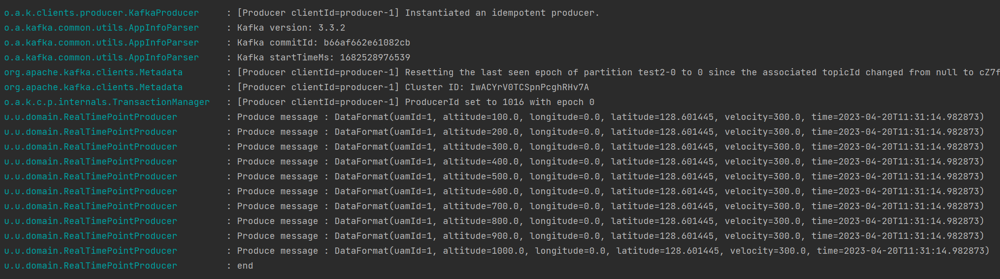 o.a.k.clients.producer.KafkaProducer : [Producer clientId=producer-1] Instantiated an idempotent producer.
o.a.kafka.common.utils.AppInfoParser : Kafka version: 3.3.2
o.a.kafka.common.utils.AppInfoParser : Kafka commitId: b66af662e61082cb
o.a.kafka.common.utils.AppInfoParser : Kafka startTimeMs: 1682528976539
org.apache.kafka.clients.Metadata : [Producer clientId=producer-1] Resetting the last seen epoch of partition test2-0 to 0 since the associated topicId changed from null to cZ7f
org.apache.kafka.clients.Metadata : [Producer clientId=producer-1] Cluster ID: IwACYrV0TCSpnPcghRHv7A
o.a.k.c.p.internals.TransactionManager : [Producer clientId=producer-1] ProducerId set to 1016 with epoch 0
u.u.domain.RealTimePointProducer : Produce message : DataFormat(uamId=1, altitude=100.0, longitude=0.0, latitude=128.601445, velocity=300.0, time=2023-04-20T11:31:14.982873)
u.u.domain.RealTimePointProducer : Produce message : DataFormat(uamId=1, altitude=200.0, longitude=0.0, latitude=128.601445, velocity=300.0, time=2023-04-20T11:31:14.982873)
u.u.domain.RealTimePointProducer : Produce message : DataFormat(uamId=1, altitude=300.0, longitude=0.0, latitude=128.601445, velocity=300.0, time=2023-04-20T11:31:14.982873)
u.u.domain.RealTimePointProducer : Produce message : DataFormat(uamId=1, altitude=400.0, longitude=0.0, latitude=128.601445, velocity=300.0, time=2023-04-20T11:31:14.982873)
u.u.domain.RealTimePointProducer : Produce message : DataFormat(uamId=1, altitude=500.0, longitude=0.0, latitude=128.601445, velocity=300.0, time=2023-04-20T11:31:14.982873)
u.u.domain.RealTimePointProducer : Produce message : DataFormat(uamId=1, altitude=600.0, longitude=0.0, latitude=128.601445, velocity=300.0, time=2023-04-20T11:31:14.982873)
u.u.domain.RealTimePointProducer : Produce message : DataFormat(uamId=1, altitude=700.0, longitude=0.0, latitude=128.601445, velocity=300.0, time=2023-04-20T11:31:14.982873)
u.u.domain.RealTimePointProducer : Produce message : DataFormat(uamId=1, altitude=800.0, longitude=0.0, latitude=128.601445, velocity=300.0, time=2023-04-20T11:31:14.982873)
u.u.domain.RealTimePointProducer : Produce message : DataFormat(uamId=1, altitude=900.0, longitude=0.0, latitude=128.601445, velocity=300.0, time=2023-04-20T11:31:14.982873)
u.u.domain.RealTimePointProducer : Produce message : DataFormat(uamId=1, altitude=1000.0, longitude=0.0, latitude=128.601445, velocity=300.0, time=2023-04-20T11:31:14.982873)
u.u.domain.RealTimePointProducer : end